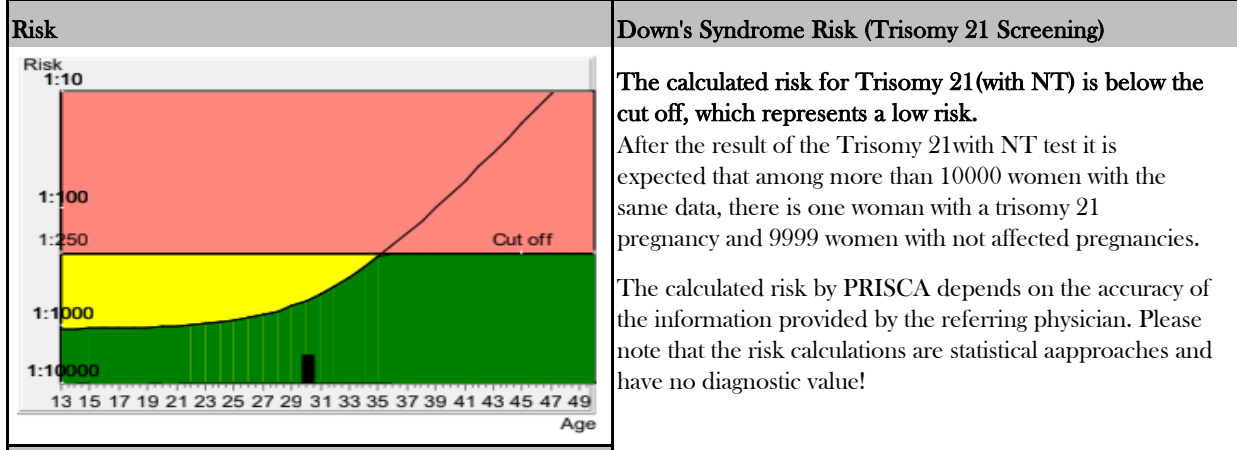 Risk
Down's Syndrome Risk (Trisomy 21 Screening)
Risk
1:10
1:100
1:250
Cut off
1:1000
1:10000
13 15 17 19 21 23 25 27 29 31 33 35 37 39 41 43 45 47 49
Age
The calculated risk for Trisomy 21(with NT) is below the
cut off, which represents a low risk.
After the result of the Trisomy 21with NT test it is
expected that among more than 10000 women with the
same data, there is one woman with a trisomy 21
pregnancy and 9999 women with not affected pregnancies.
The calculated risk by PRISCA depends on the accuracy of
the information provided by the referring physician. Please
note that the risk calculations are statistical aapproaches and
have no diagnostic value!